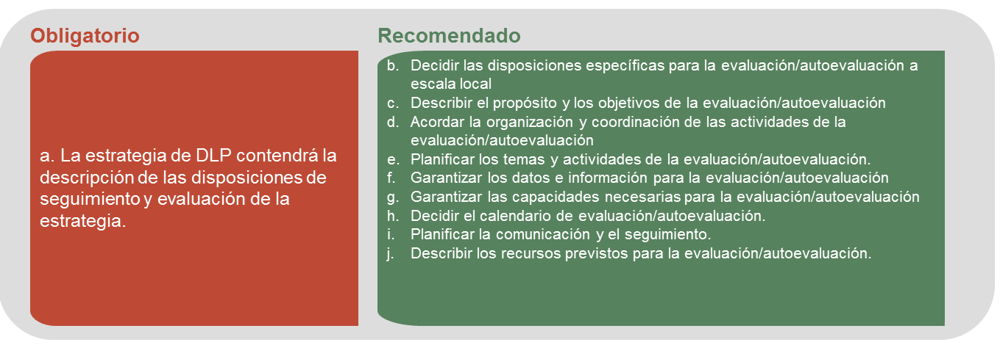 Obligatorio
a. La estrategia de DLP contendrá la
descripción de las disposiciones de
seguimiento y evaluación de la
estrategia.
Recomendado
b. Decidir las disposiciones específicas para la evaluación/autoevaluación a
escala local
c. Describir el propósito y los objetivos de la evaluación/autoevaluación
d. Acordar la organización y coordinación de las actividades de la
evaluación/autoevaluación
e. Planificar los temas y actividades de la evaluación/autoevaluación.
f. Garantizar los datos e información para la evaluación/autoevaluación
g. Garantizar las capacidades necesarias para la evaluación/autoevaluación
h. Decidir el calendario de evaluación/autoevaluación.
i. Planificar la comunicación y el seguimiento.
j. Describir los recursos previstos para la evaluación/autoevaluación.